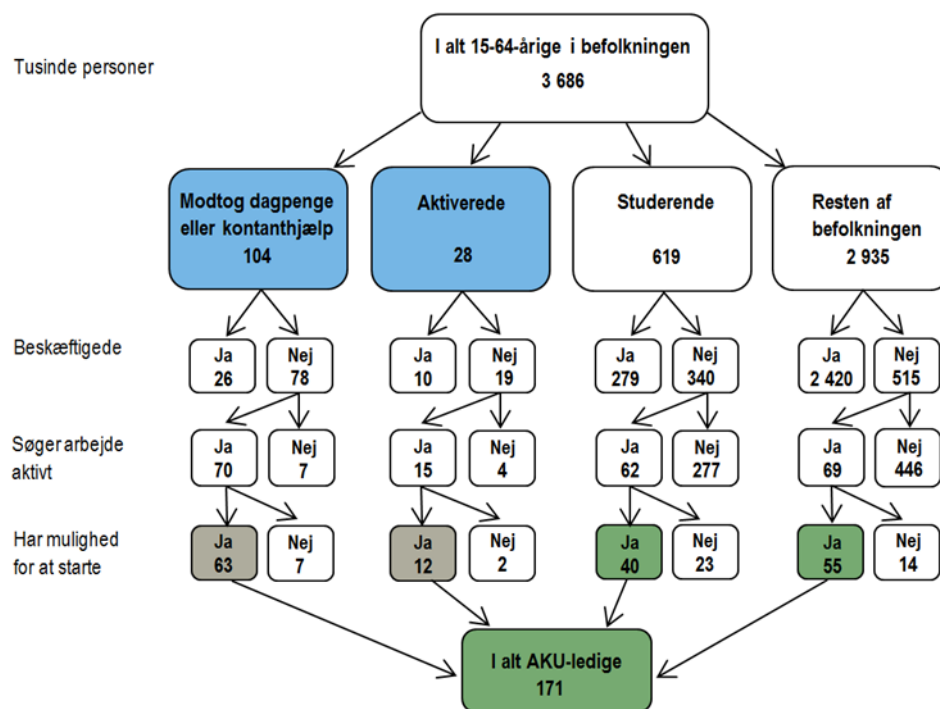 I alt 15-64-årige i befolkningen
3 686
Tusinde personer
Modtog dagpenge
eller kontanthjælp
104
Aktiverede
28
Studerende
619
Resten af
befolkningen
2 935
Beskæftigede
Ja
26
Nej
78
Ja
10
Nej
19
Ja
279
Nej
340
Ja
2 420
Nej
515
Søger arbejde
aktivt
Ja
70
Nej
7
Ja
15
Nej
4
Ja
62
Nej
277
Ja
69
Nej
446
Har mulighed
for at starte
Ja
63
Nej
7
Ja
12
Nej
2
Ja
40
Nej
23
Ja
55
Nej
14
I alt AKU-ledige
171